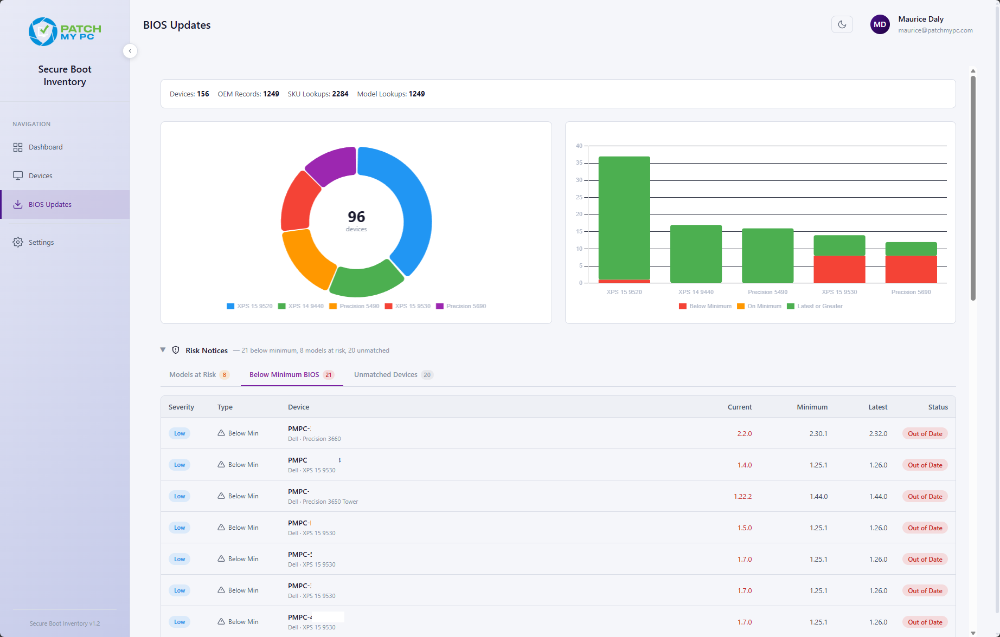 PATCH
MY PC
Secure Boot
Inventory
NAVIGATION
Dashboard
Devices
BIOS Updates
Settings
Secure Boot Inventory v1.2
BIOS Updates
MD
Maurice Daly
maurice@patchmypc.com
Devices: 156 OEM Records: 1249 SKU Lookups: 2284 Model Lookups: 1249
96
devices
XPS 15 9520 XPS 14 9440 Precision 5490 XPS 15 9530 Precision 5690
40
35
30
25
20
15
10
5
0
XPS 15 9520 XPS 14 9440 Precision 5490 XPS 15 9530 Precision 5690
Below Minimum On Minimum Latest or Greater
Risk Notices — 21 below minimum, 8 models at risk, 20 unmatched
Models at Risk 8 Below Minimum BIOS 21 Unmatched Devices 20
Severity Type Device Current Minimum Latest Status
Low Below Min PMPC- 2.2.0 2.30.1 2.32.0 Out of Date
Dell • Precision 3660
Low Below Min PMPC 1.4.0 1.25.1 1.26.0 Out of Date
Dell • XPS 15 9530
Low Below Min PMPC- 1.22.2 1.44.0 1.44.0 Out of Date
Dell • Precision 3650 Tower
Low Below Min PMPC- 1.5.0 1.25.1 1.26.0 Out of Date
Dell • XPS 15 9530
Low Below Min PMPC- 1.7.0 1.25.1 1.26.0 Out of Date
Dell • XPS 15 9530
Low Below Min PMPC- 1.7.0 1.25.1 1.26.0 Out of Date
Dell • XPS 15 9530
Low Below Min PMPC- 1.7.0 1.25.1 1.26.0 Out of Date
Dell • XPS 15 9530